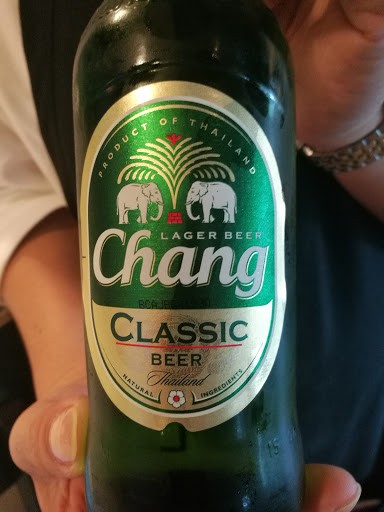 PRODUCT OF THAILAND
LAGER BEER
Chang
CLASSIC
BEER
Thailand
NATURAL INGREDIENTS